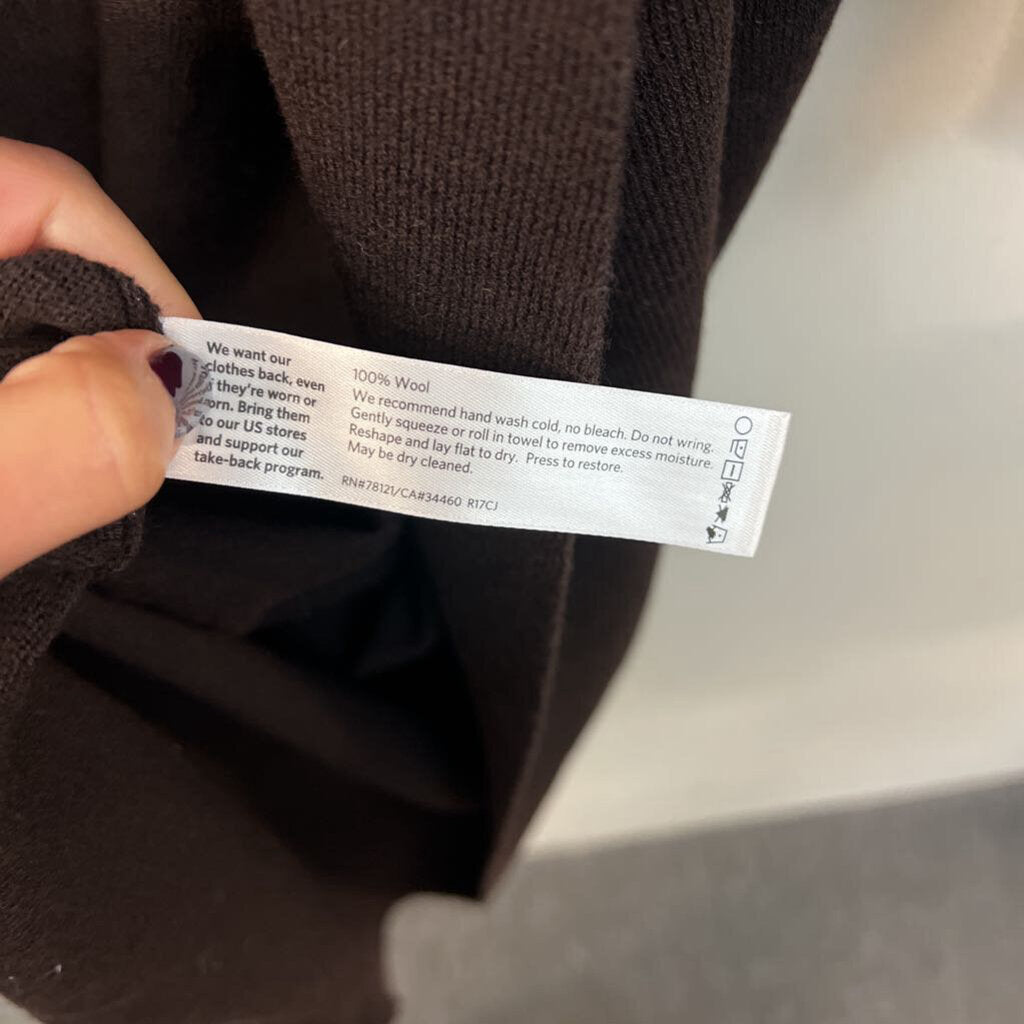 We want our
clothes back, even
if they're worn or
torn. Bring them
to our US stores
and support our
take-back program.
100% Wool
We recommend hand wash cold, no bleach. Do not wring.
Gently squeeze or roll in towel to remove excess moisture.
Reshape and lay flat to dry. Press to restore.
May be dry cleaned.
RN#78121/CA#34460 R17CJ